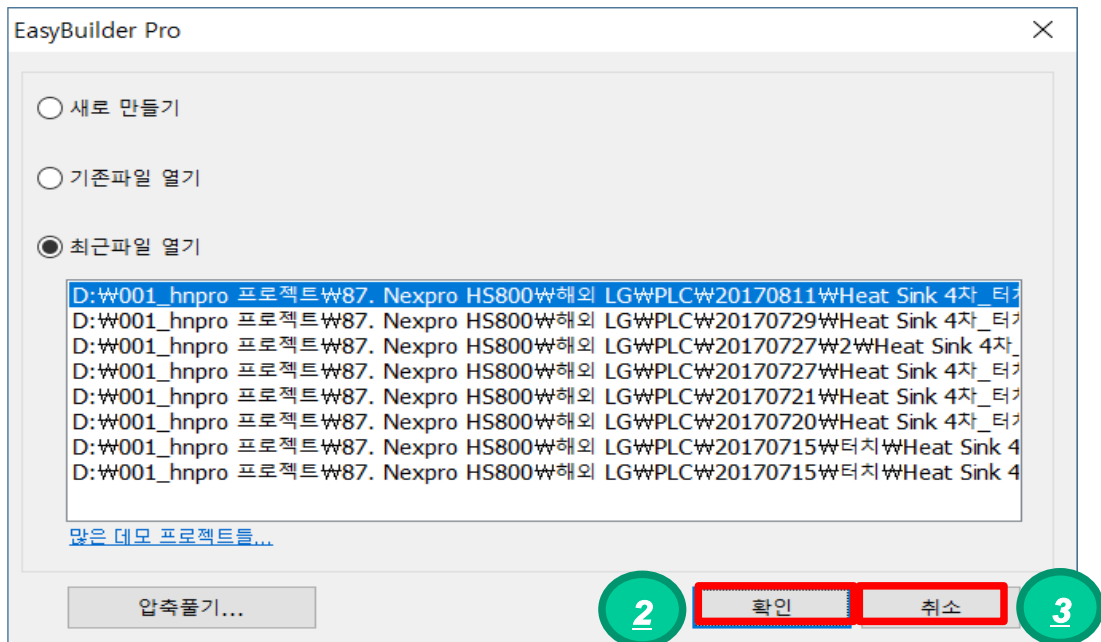 EasyBuilder Pro
새로 만들기
기존파일 열기
최근파일 열기
D:₩001_hnpro 프로젝트₩87. Nexpro HS800₩해외 LG₩PLC₩20170811₩Heat Sink 4차_터
D:₩001_hnpro 프로젝트₩87. Nexpro HS800₩해외 LG₩PLC₩20170729₩Heat Sink 4차_터
D:₩001_hnpro 프로젝트₩87. Nexpro HS800₩해외 LG₩PLC₩20170727₩2₩Heat Sink 4차_
D:₩001_hnpro 프로젝트₩87. Nexpro HS800₩해외 LG₩PLC₩20170727₩Heat Sink 4차_터
D:₩001_hnpro 프로젝트₩87. Nexpro HS800₩해외 LG₩PLC₩20170721₩Heat Sink 4차_터
D:₩001_hnpro 프로젝트₩87. Nexpro HS800₩해외 LG₩PLC₩20170720₩Heat Sink 4차_터
D:₩001_hnpro 프로젝트₩87. Nexpro HS800₩해외 LG₩PLC₩20170715₩터치₩Heat Sink 4
D:₩001_hnpro 프로젝트₩87. Nexpro HS800₩해외 LG₩PLC₩20170715₩터치₩Heat Sink 4
많은 데모 프로젝트들...
압축풀기... 2 확인 취소 3